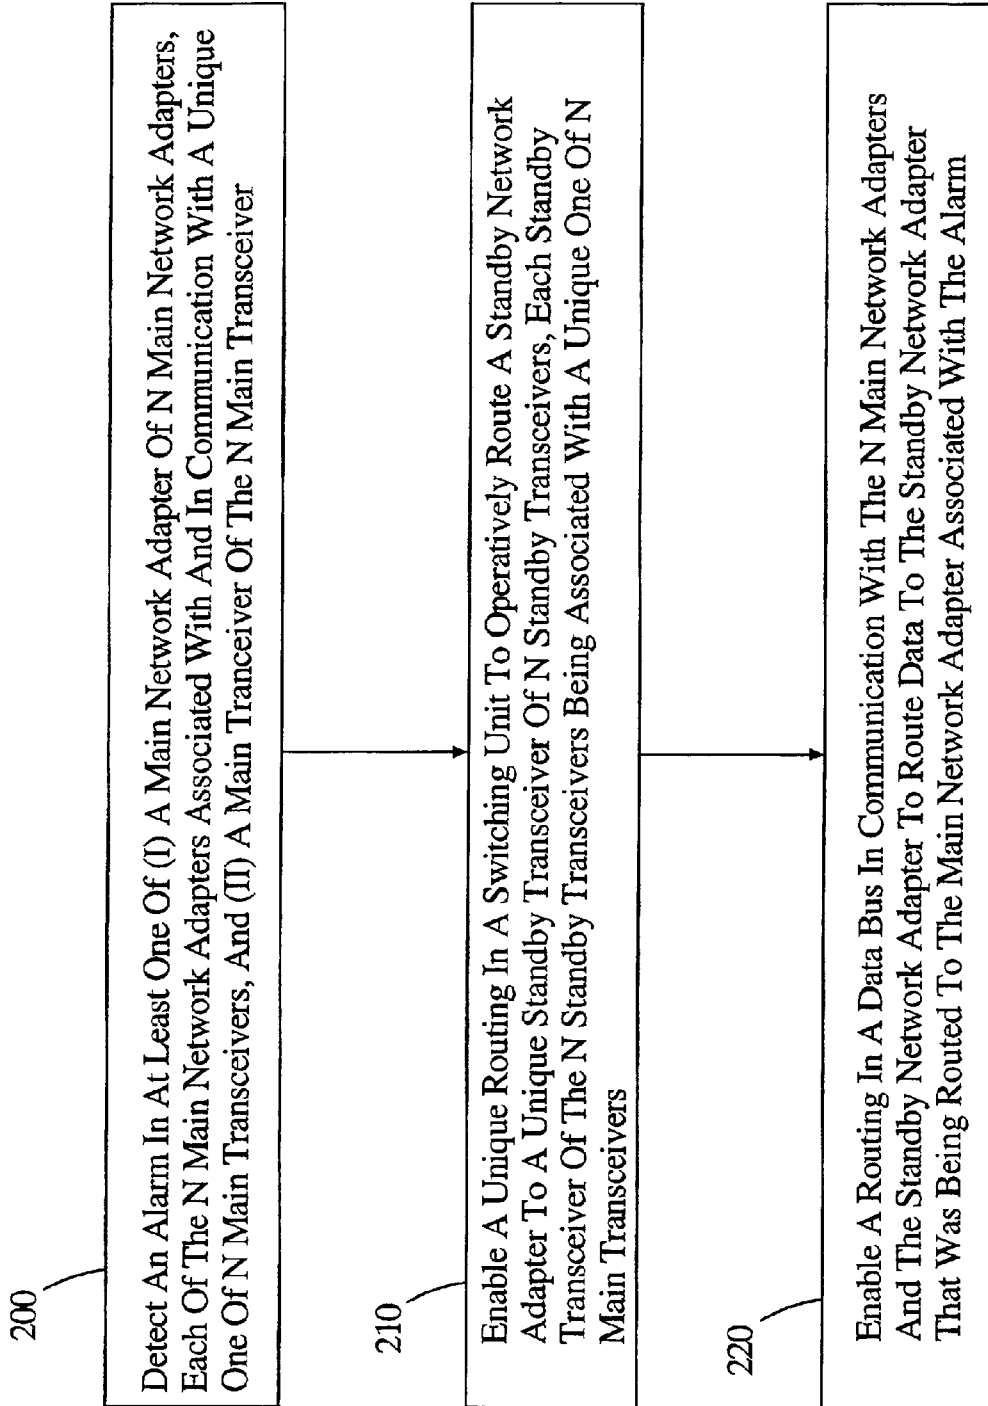 200
Detect An Alarm In At Least One Of (I) A Main Network Adapter Of N Main Network Adapters,
Each Of The N Main Network Adapters Associated With And In Communication With A Unique
One Of N Main Transceivers, And (II) A Main Tranceiver Of The N Main Transceiver
210
Enable A Unique Routing In A Switching Unit To Operatively Route A Standby Network
Adapter To A Unique Standby Transceiver Of N Standby Transceivers, Each Standby
Transceiver Of The N Standby Transceivers Being Associated With A Unique One Of N
Main Transceivers
220
Enable A Routing In A Data Bus In Communication With The N Main Network Adapters
And The Standby Network Adapter To Route Data To The Standby Network Adapter
That Was Being Routed To The Main Network Adapter Associated With The Alarm